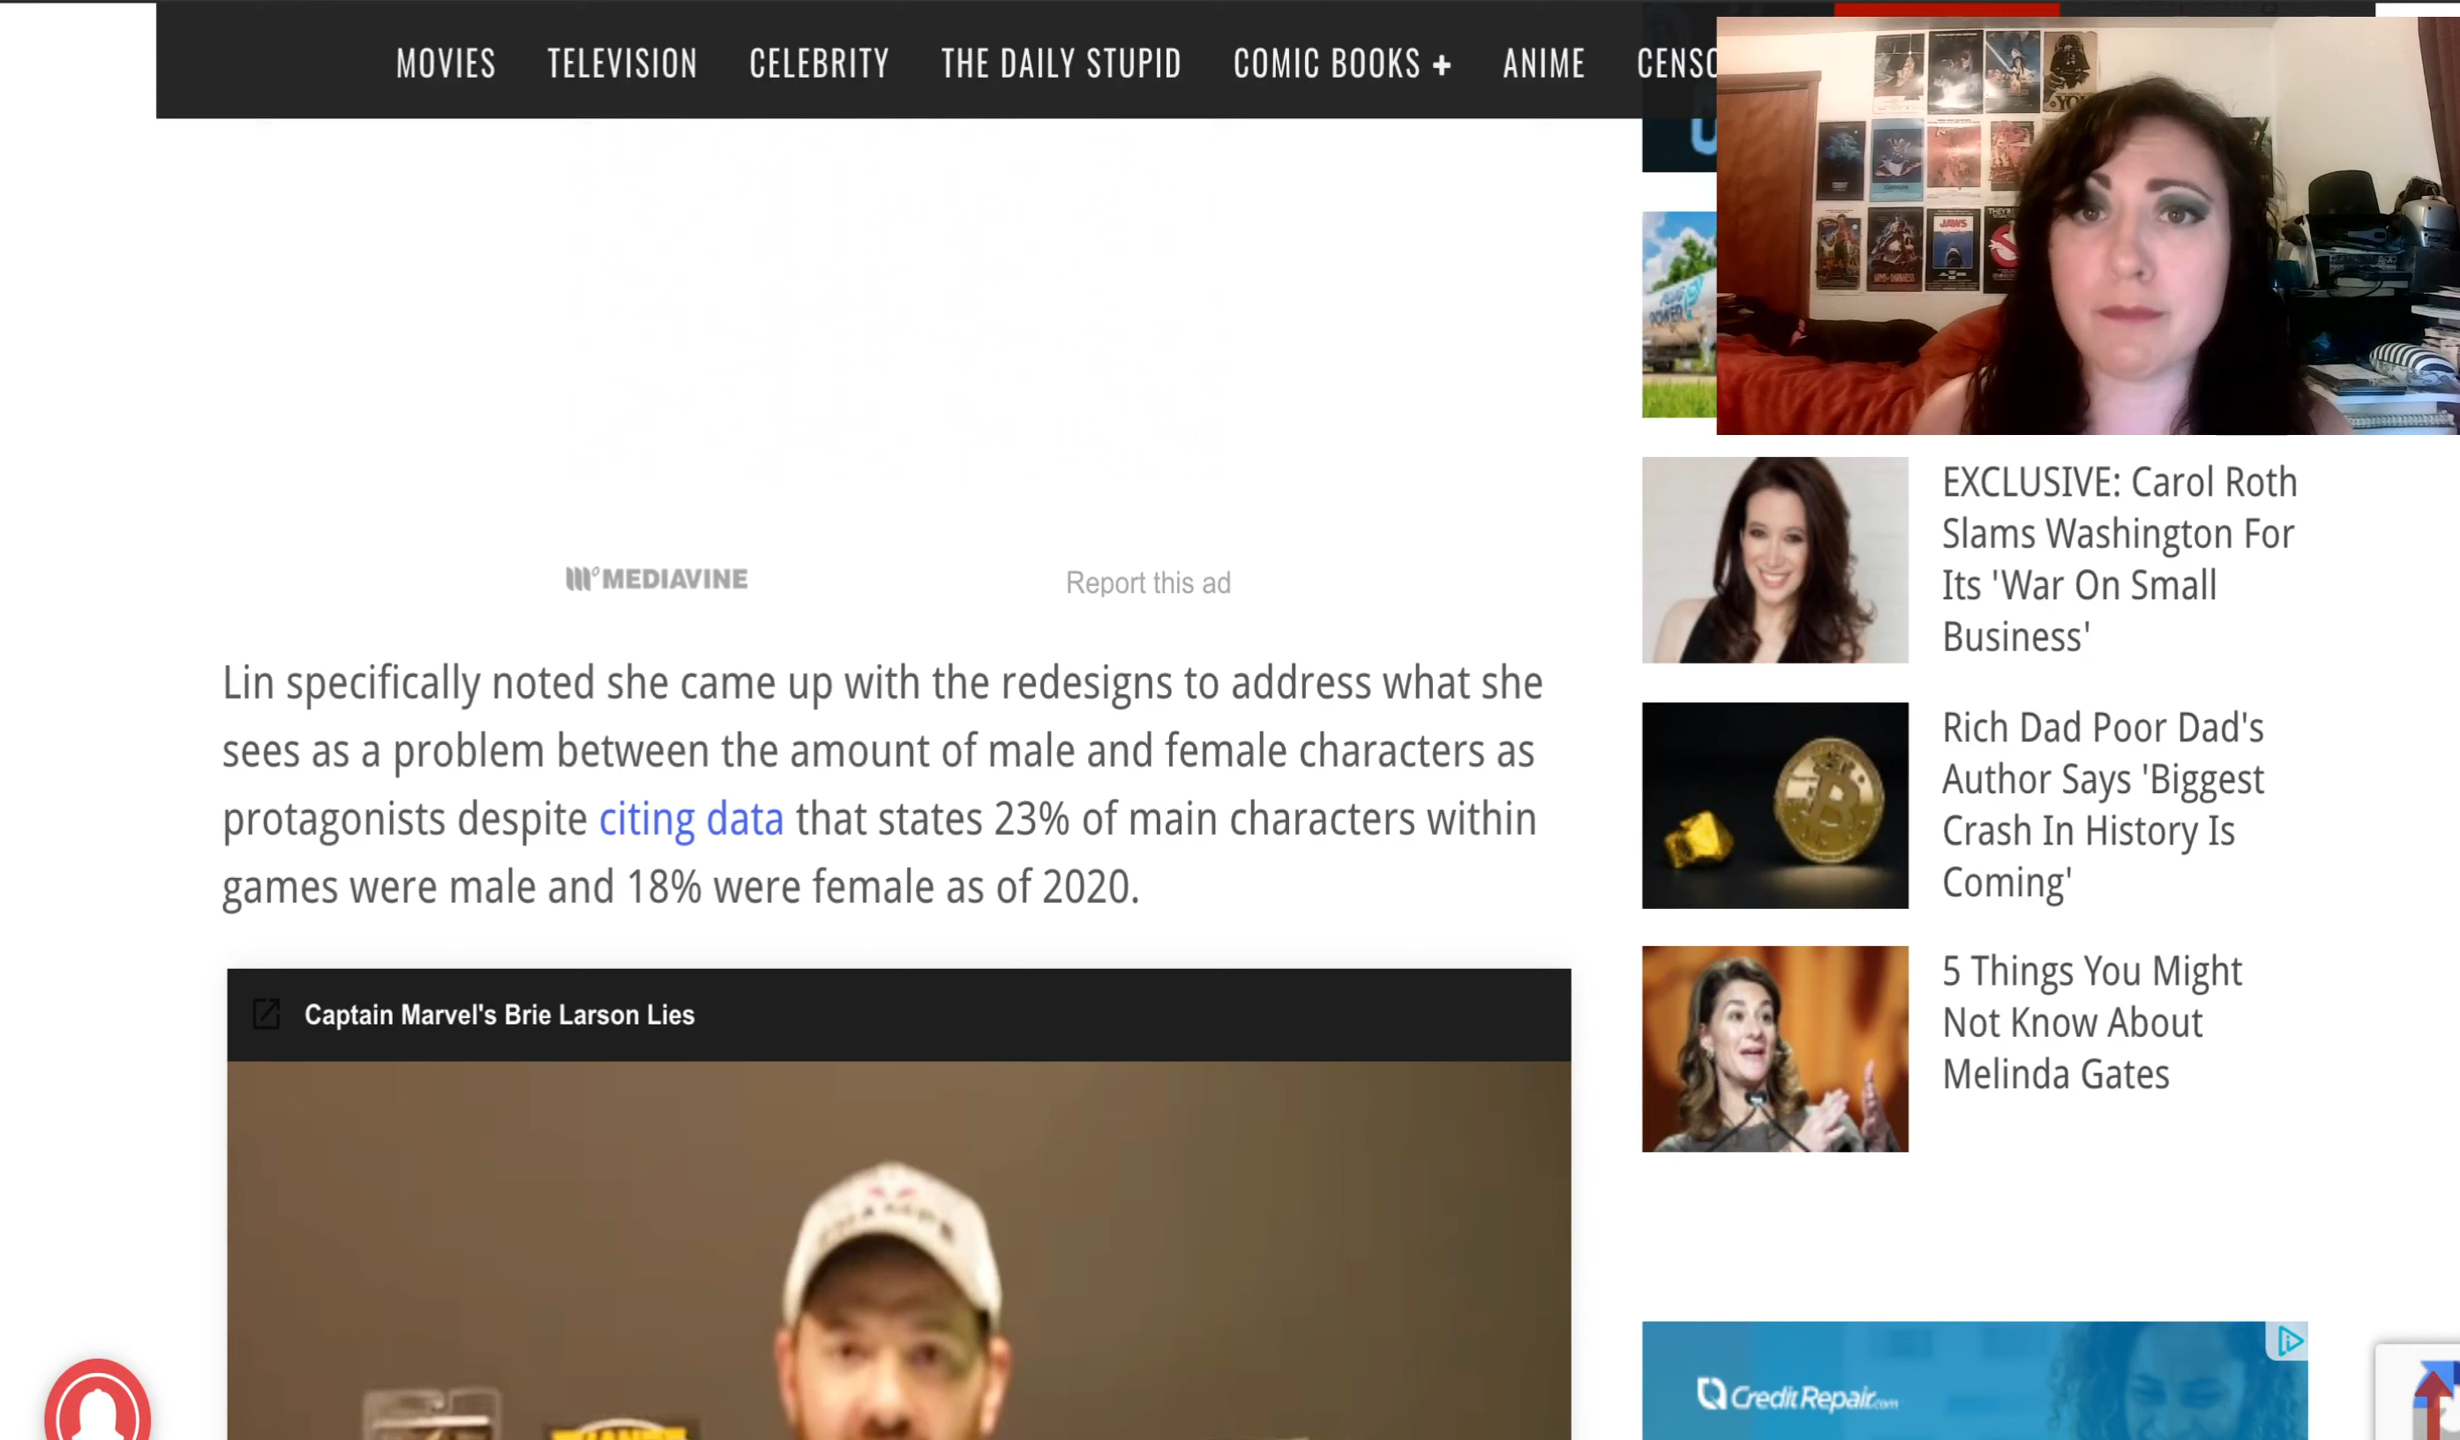 MOVIES TELEVISION CELEBRITY THE DAILY STUPID COMIC BOOKS + ANIME CENSO
MEDIAVINE
Report this ad
Lin specifically noted she came up with the redesigns to address what she
sees as a problem between the amount of male and female characters as
protagonists despite citing data that states 23% of main characters within
games were male and 18% were female as of 2020.
Captain Marvel's Brie Larson Lies
JAWS
EXCLUSIVE: Carol Roth
Slams Washington For
Its 'War On Small
Business'
Rich Dad Poor Dad's
Author Says 'Biggest
Crash In History Is
Coming'
5 Things You Might
Not Know About
Melinda Gates
CreditRepair.com